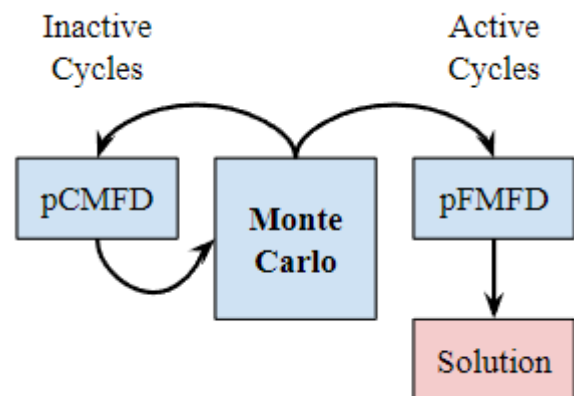 Inactive
Cycles
Active
Cycles
pCMFD
Monte
Carlo
pFMFD
Solution